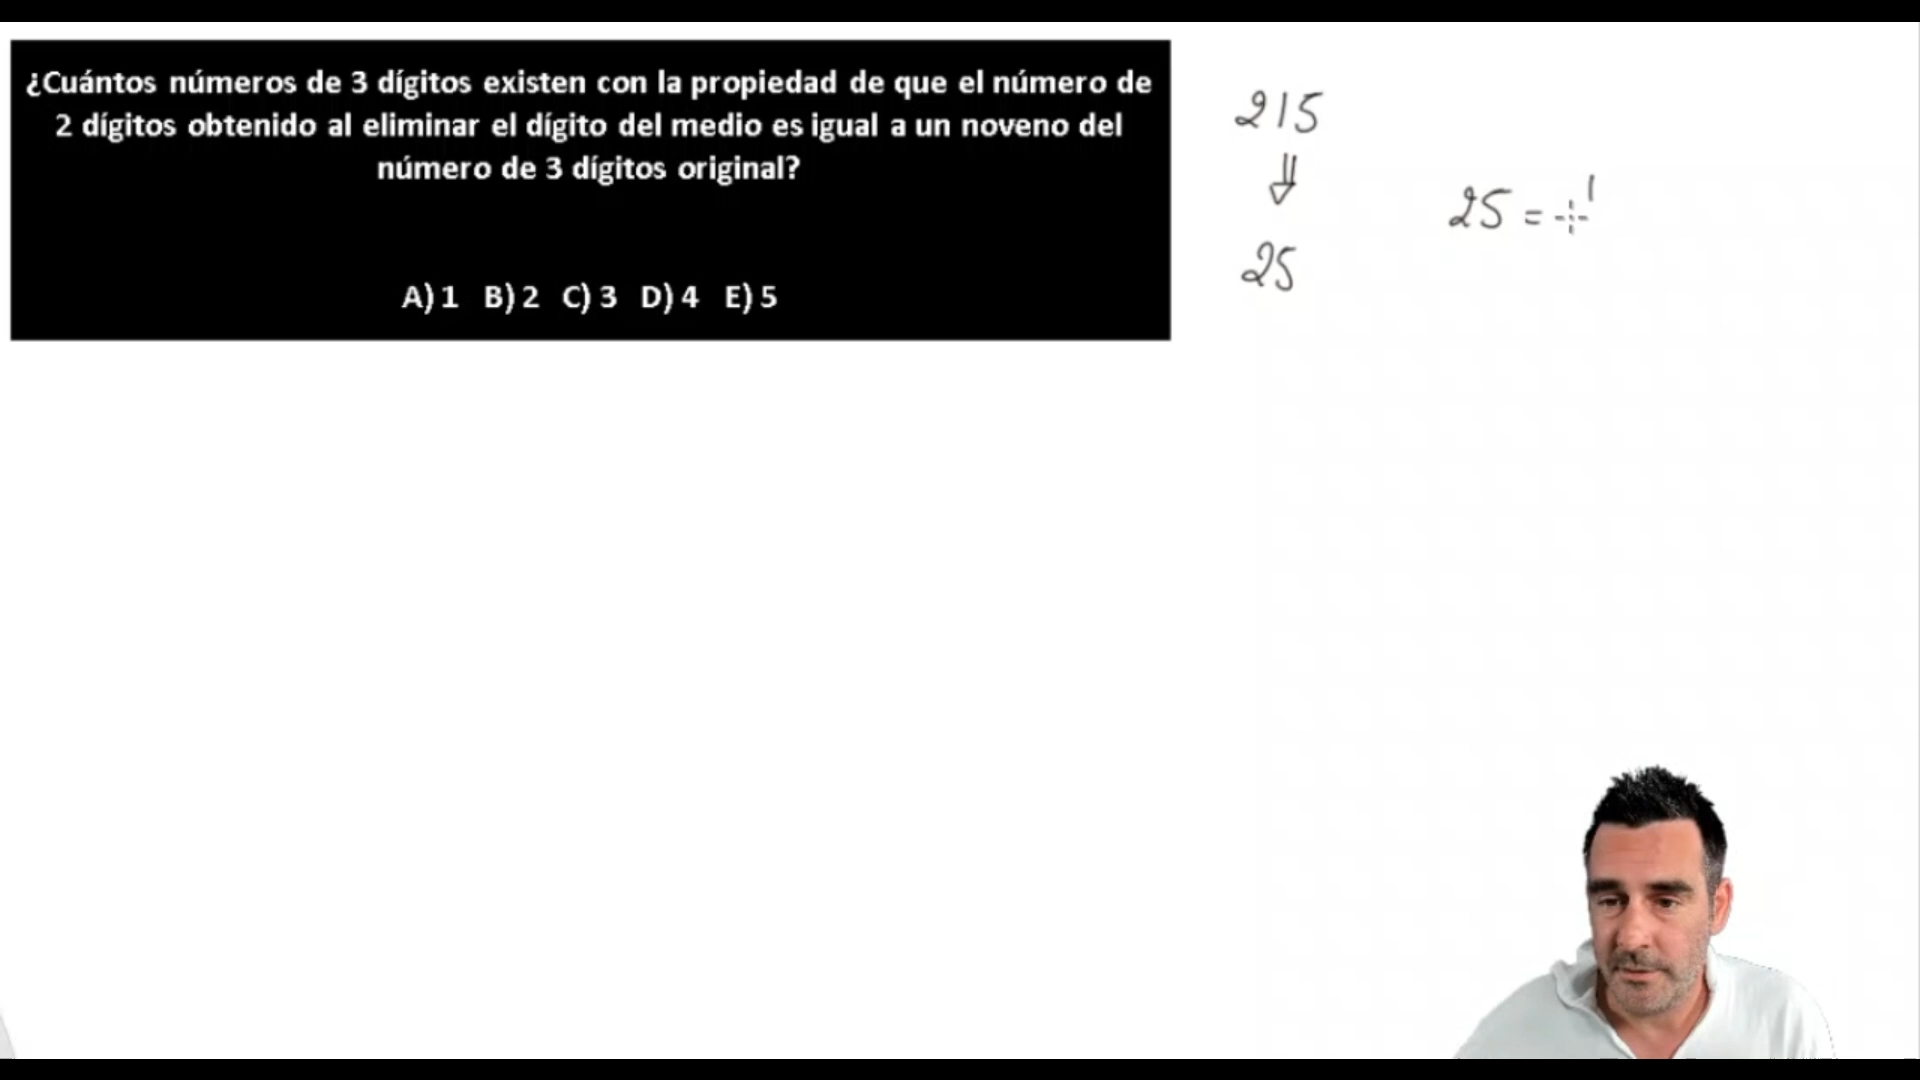 ¿Cuántos números de 3 dígitos existen con la propiedad de que el número de
2 dígitos obtenido al eliminar el dígito del medio es igual a un noveno del
número de 3 dígitos original?
A) 1 B) 2 C) 3 D) 4 E) 5
215
⇓
25
25 = 1